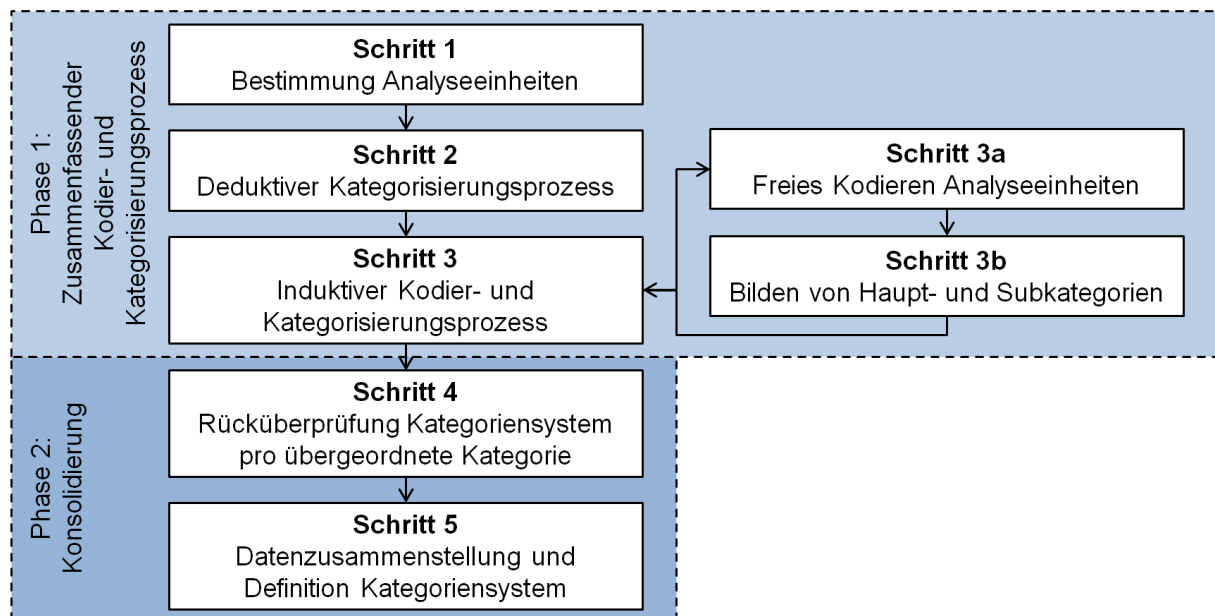 Phase 1:
Zusammenfassender
Kodier- und
Kategorisierungsprozess
Schritt 1
Bestimmung Analyseeinheiten
Schritt 2
Deduktiver Kategorisierungsprozess
Schritt 3
Induktiver Kodier- und
Kategorisierungsprozess
Schritt 3a
Freies Kodieren Analyseeinheiten
Schritt 3b
Bilden von Haupt- und Subkategorien
Phase 2:
Konsolidierung
Schritt 4
Rücküberprüfung Kategoriensystem
pro übergeordnete Kategorie
Schritt 5
Datenzusammenstellung und
Definition Kategoriensystem